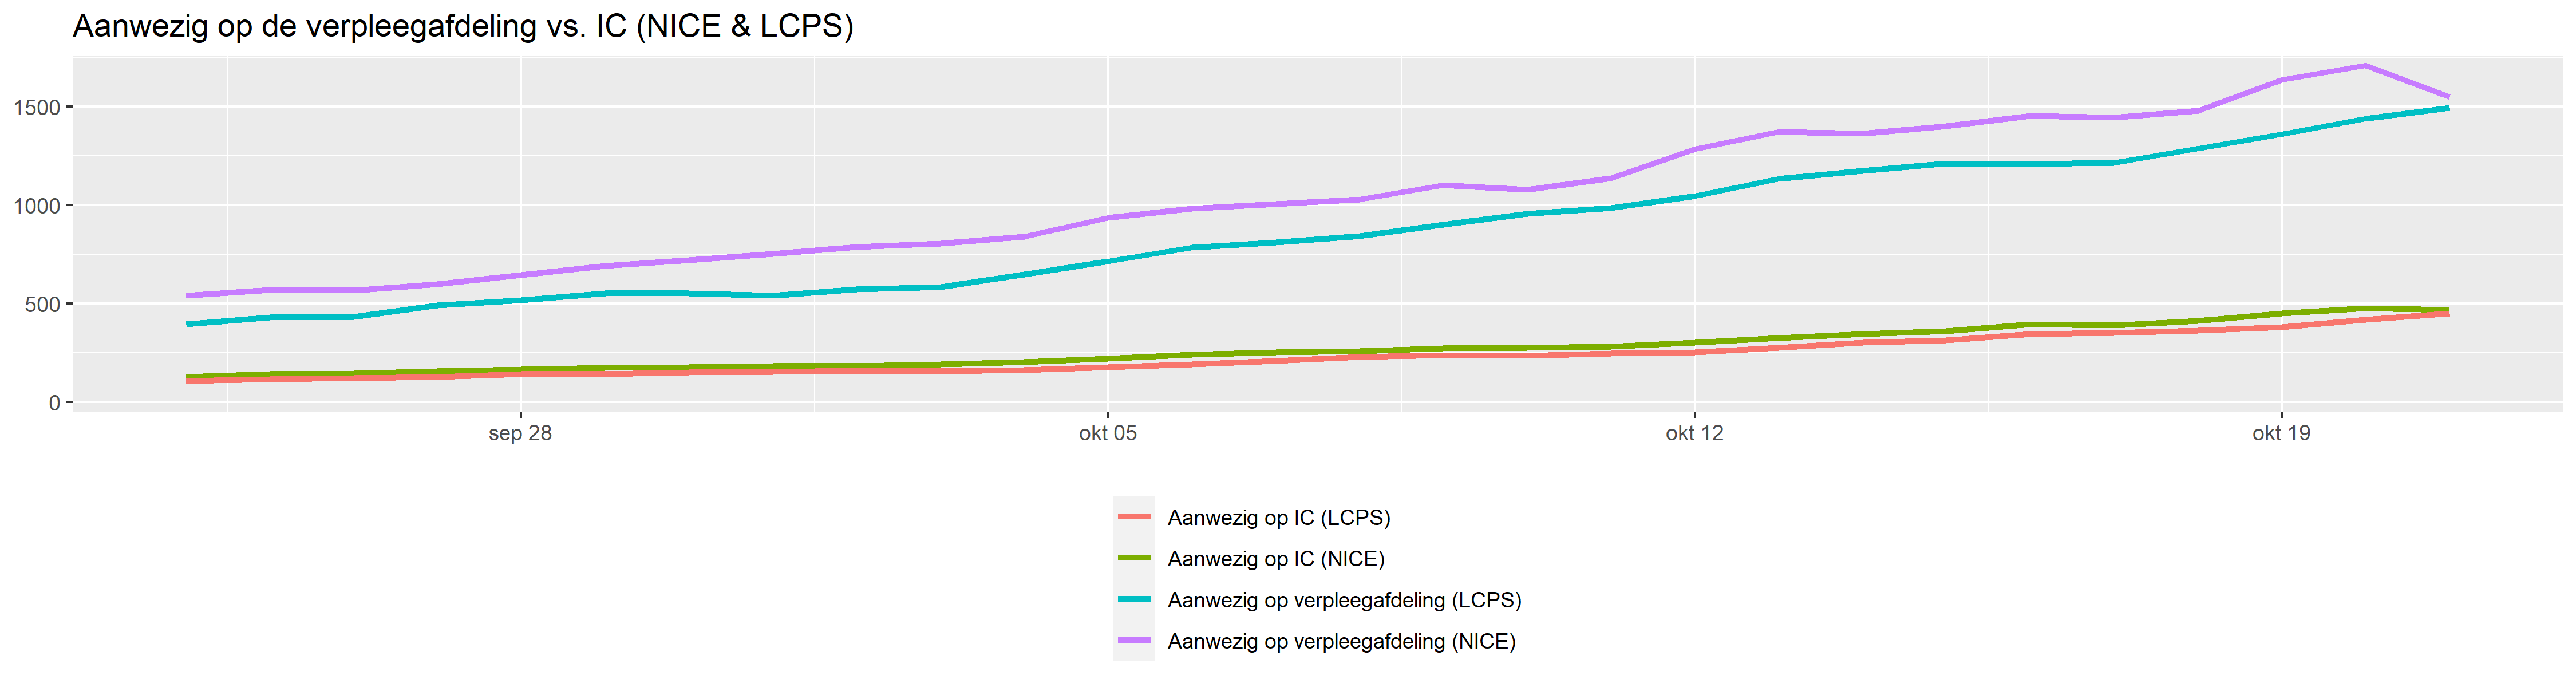 Aanwezig op de verpleegafdeling vs. IC (NICE & LCPS)
1500
1000
500
0
sep 28
okt 05
okt 12
okt 19
Aanwezig op IC (LCPS)
Aanwezig op IC (NICE)
Aanwezig op verpleegafdeling (LCPS)
Aanwezig op verpleegafdeling (NICE)